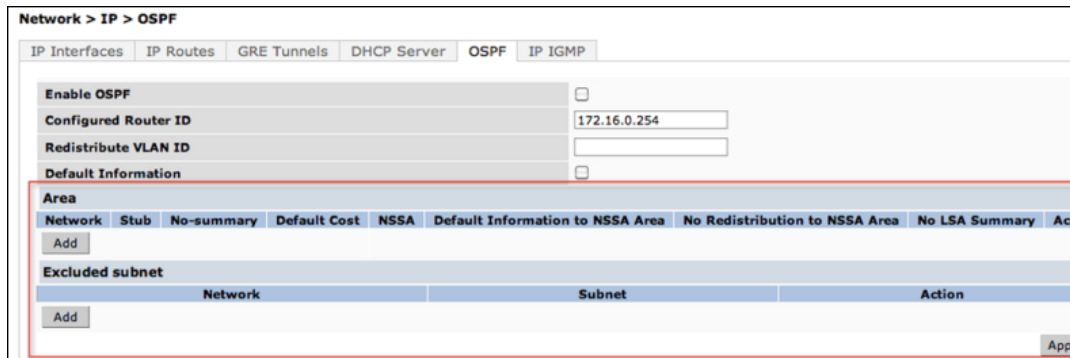 Network > IP > OSPF
IP Interfaces IP Routes GRE Tunnels DHCP Server OSPF IP IGMP
Enable OSPF
Configured Router ID 172.16.0.254
Redistribute VLAN ID
Default Information
Area
Network Stub No-summary Default Cost NSSA Default Information to NSSA Area No Redistribution to NSSA Area No LSA Summary Ac
Add
Excluded subnet
Network Subnet Action
Add
App